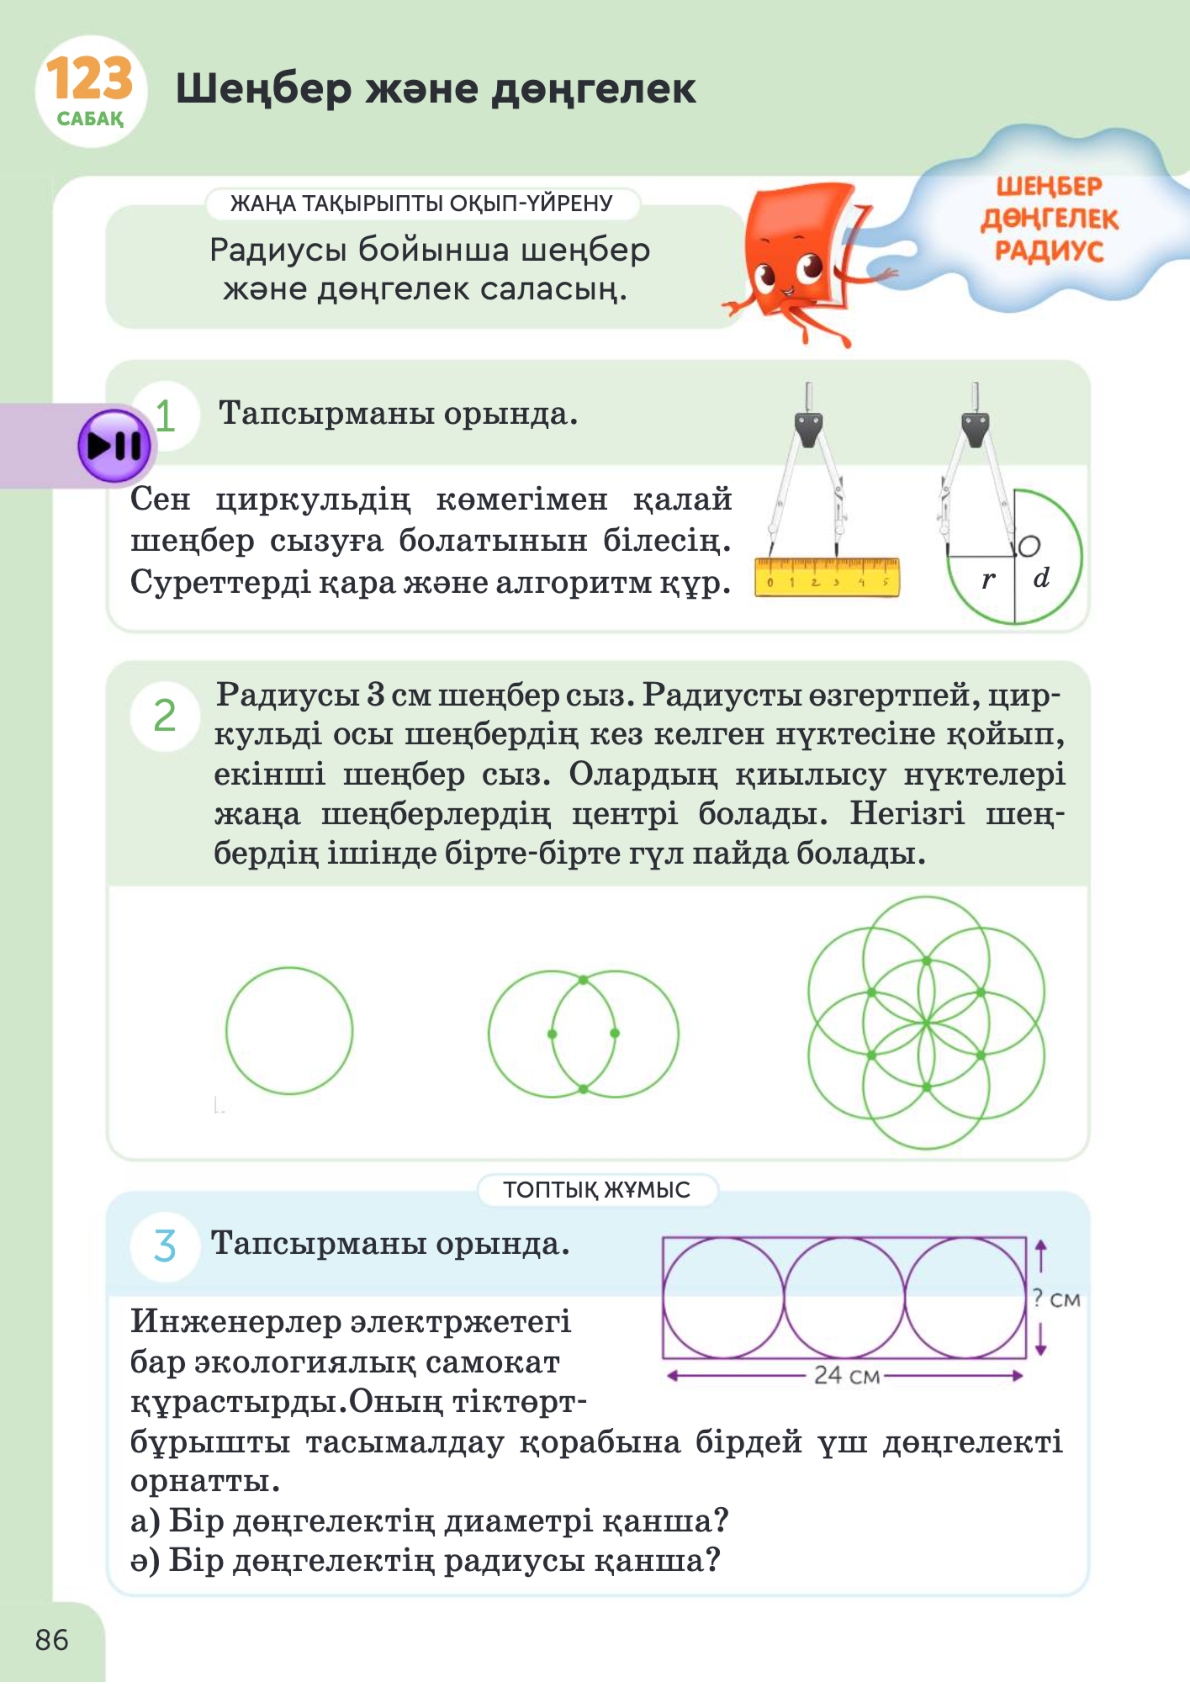 123
САБАҚ
Шеңбер және дөңгелек
ЖАҢА ТАҚЫРЫПТЫ ОҚЫП-ҮЙРЕНУ
Радиусы бойынша шеңбер
және дөңгелек саласың.
ШЕҢБЕР
ДӨҢГЕЛЕК
РАДИУС
1 Тапсырманы орында.
Сен циркульдің көмегімен қалай
шеңбер сызуға болатынын білесің.
Суреттерді қара және алгоритм құр.
0 1 2 3 4 5
O
r d
2 Радиусы 3 см шеңбер сыз. Радиусты өзгертпей, цир-
кульді осы шеңбердің кез келген нүктесіне қойып,
екінші шеңбер сыз. Олардың қиылысу нүктелері
жаңа шеңберлердің центрі болады. Негізгі шең-
бердің ішінде бірте-бірте гүл пайда болады.
ТОПТЫҚ ЖҰМЫС
3 Тапсырманы орында.
? см
24 см
Инженерлер электржетегі
бар экологиялық самокат
құрастырды.Оның тіктөрт-
бұрышты тасымалдау қорабына бірдей үш дөңгелекті
орнатты.
а) Бір дөңгелектің диаметрі қанша?
ә) Бір дөңгелектің радиусы қанша?
86